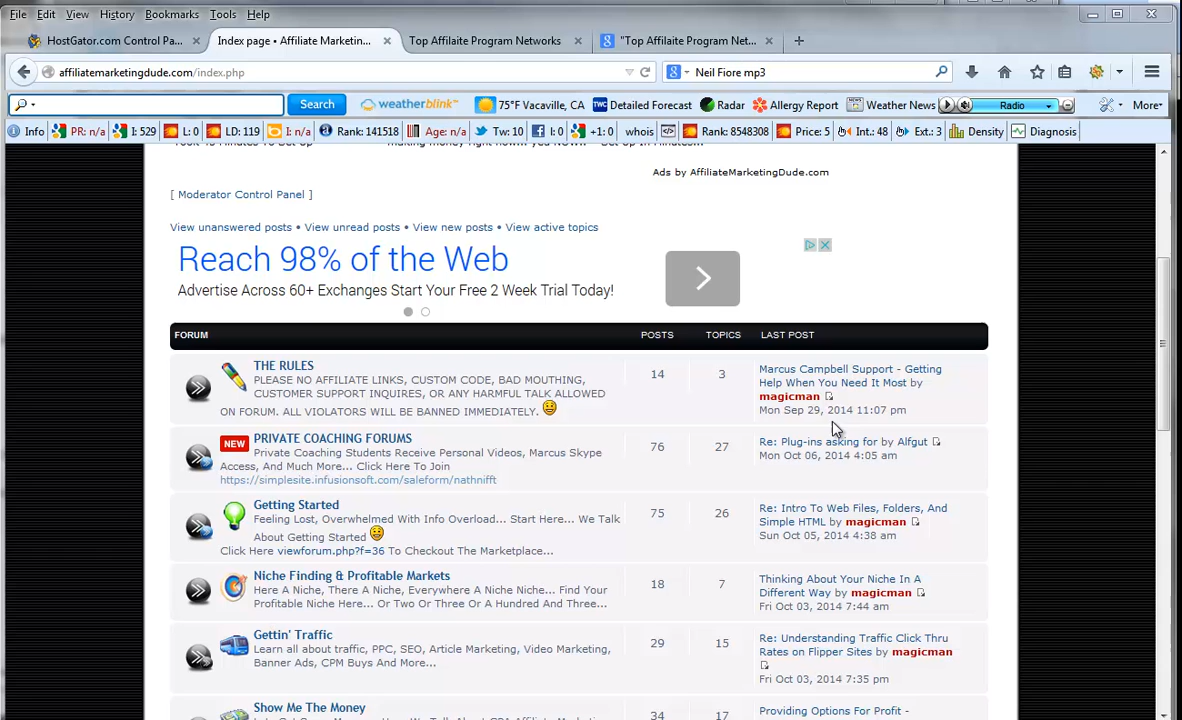 File Edit View History Bookmarks Tools Help
HostGator.com Control Pa... Index page • Affiliate Marketin... Top Affilaite Program Networks "Top Affilaite Program Net...
affiliatemarketingdude.com/index.php Neil Fiore mp3
Search weatherblink™ 75°F Vacaville, CA TWC Detailed Forecast Radar Allergy Report Weather News Radio More›
Info PR: n/a I: 529 L: 0 LD: 119 I: n/a Rank: 141518 Age: n/a Tw: 10 I: 0 +1: 0 whois Rank: 8548308 Price: 5 Int.: 48 Ext.: 3 Density Diagnosis
Took 45 Minutes To Set Up making money right now... yed NOW.. Set Up In Minutes...
Ads by AffiliateMarketingDude.com
[ Moderator Control Panel ]
View unanswered posts • View unread posts • View new posts • View active topics
Reach 98% of the Web
Advertise Across 60+ Exchanges Start Your Free 2 Week Trial Today!
FORUM POSTS TOPICS LAST POST
THE RULES
PLEASE NO AFFILIATE LINKS, CUSTOM CODE, BAD MOUTHING,
CUSTOMER SUPPORT INQUIRES, OR ANY HARMFUL TALK ALLOWED
ON FORUM. ALL VIOLATORS WILL BE BANNED IMMEDIATELY.
14 3
Marcus Campbell Support - Getting
Help When You Need It Most by
magicman
Mon Sep 29, 2014 11:07 pm
NEW PRIVATE COACHING FORUMS
Private Coaching Students Receive Personal Videos, Marcus Skype
Access, And Much More... Click Here To Join
https://simplesite.infusionsoft.com/saleform/nathnifft
76 27
Re: Plug-ins asking for by Alfgut
Mon Oct 06, 2014 4:05 am
Getting Started
Feeling Lost, Overwhelmed With Info Overload... Start Here... We Talk
About Getting Started
Click Here viewforum.php?f=36 To Checkout The Marketplace...
75 26
Re: Intro To Web Files, Folders, And
Simple HTML by magicman
Sun Oct 05, 2014 4:38 am
Niche Finding & Profitable Markets
Here A Niche, There A Niche, Everywhere A Niche Niche... Find Your
Profitable Niche Here... Or Two Or Three Or A Hundred And Three...
18 7
Thinking About Your Niche In A
Different Way by magicman
Fri Oct 03, 2014 7:44 am
Gettin' Traffic
Learn all about traffic, PPC, SEO, Article Marketing, Video Marketing,
Banner Ads, CPM Buys And More...
29 15
Re: Understanding Traffic Click Thru
Rates on Flipper Sites by magicman
Fri Oct 03, 2014 7:35 pm
Show Me The Money
34 17
Providing Options For Profit -